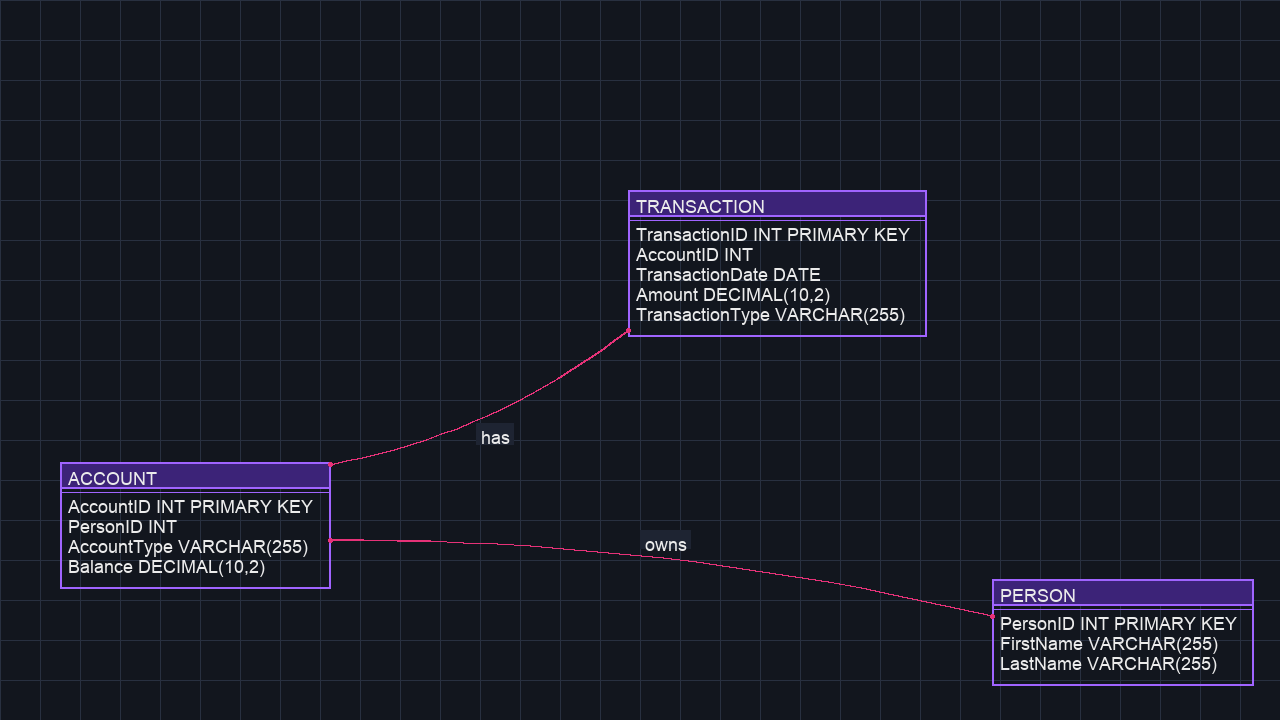 TRANSACTION
TransactionID INT PRIMARY KEY
AccountID INT
TransactionDate DATE
Amount DECIMAL(10,2)
TransactionType VARCHAR(255)
has
ACCOUNT
AccountID INT PRIMARY KEY
PersonID INT
AccountType VARCHAR(255)
Balance DECIMAL(10,2)
owns
PERSON
PersonID INT PRIMARY KEY
FirstName VARCHAR(255)
LastName VARCHAR(255)